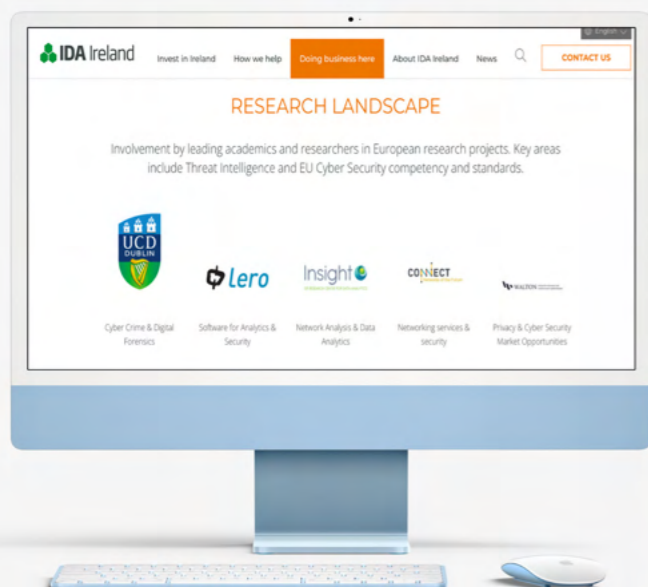 English
IDA Ireland
Invest in Ireland
How we help
Doing business here
About IDA Ireland
News
CONTACT US
RESEARCH LANDSCAPE
Involvement by leading academics and researchers in European research projects. Key areas
include Threat Intelligence and EU Cyber Security competency and standards.
UCD
DUBLIN
lero
Insight
CONNECT
WALTON
Cyber Crime & Digital
Forensics
Software for Analytics &
Security
Network Analysis & Data
Analytics
Networking services &
security
Privacy & Cyber Security
Market Opportunities